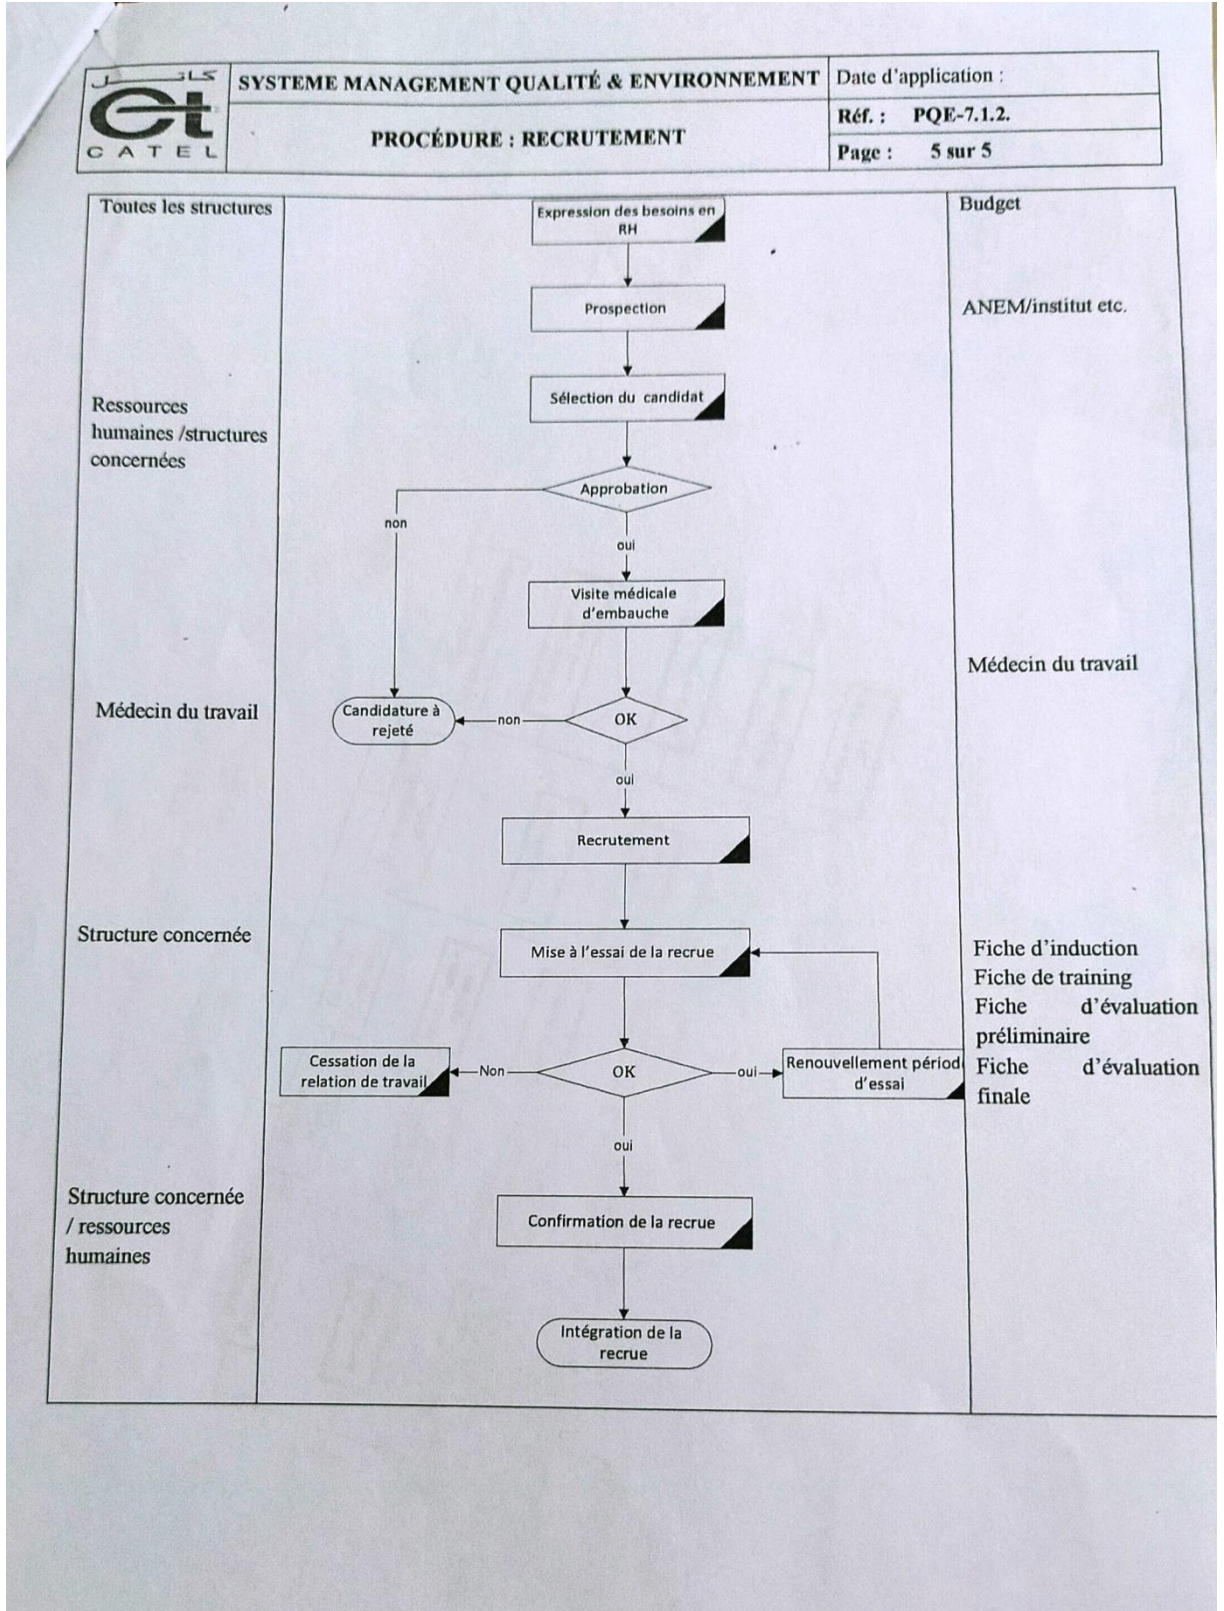 كاتل
CATEL
SYSTEME MANAGEMENT QUALITÉ & ENVIRONNEMENT
PROCÉDURE : RECRUTEMENT
Date d'application :
Réf. : PQE-7.1.2.
Page : 5 sur 5
Toutes les structures
Expression des besoins en
RH
Budget
Prospection
ANEM/institut etc.
Sélection du candidat
Ressources
humaines /structures
concernées
Approbation
non
oui
Visite médicale
d'embauche
Médecin du travail
Médecin du travail
Candidature à
rejeté
non
OK
oui
Recrutement
Structure concernée
Mise à l'essai de la recrue
Fiche d'induction
Fiche de training
Fiche d'évaluation
préliminaire
Fiche d'évaluation
finale
Cessation de la
relation de travail
Non
OK
oui
Renouvellement périod
d'essai
oui
Structure concernée
/ ressources
humaines
Confirmation de la recrue
Intégration de la
recrue